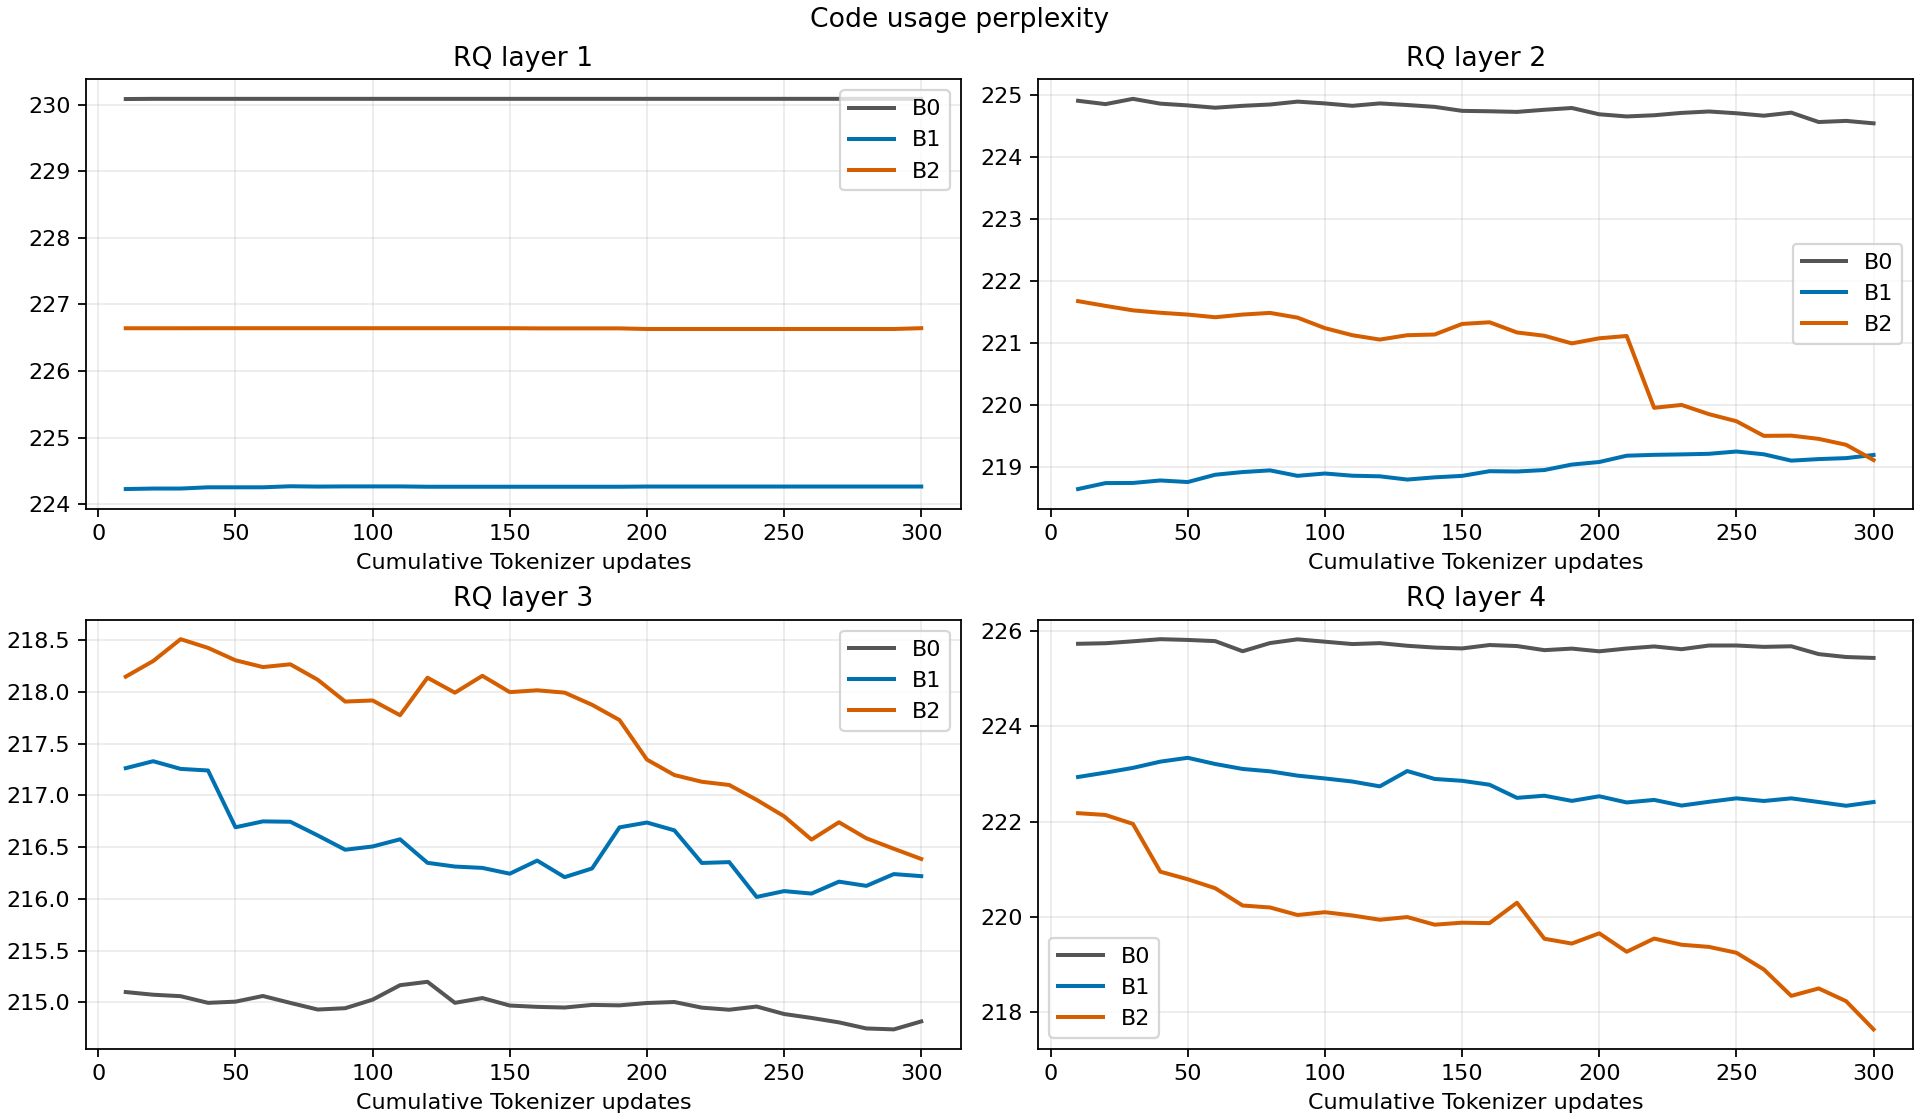 Code usage perplexity
RQ layer 1
230
229
228
227
226
225
224
0 50 100 150 200 250 300
Cumulative Tokenizer updates
B0
B1
B2
RQ layer 2
225
224
223
222
221
220
219
0 50 100 150 200 250 300
Cumulative Tokenizer updates
B0
B1
B2
RQ layer 3
218.5
218.0
217.5
217.0
216.5
216.0
215.5
215.0
0 50 100 150 200 250 300
Cumulative Tokenizer updates
B0
B1
B2
RQ layer 4
226
224
222
220
218
0 50 100 150 200 250 300
Cumulative Tokenizer updates
B0
B1
B2